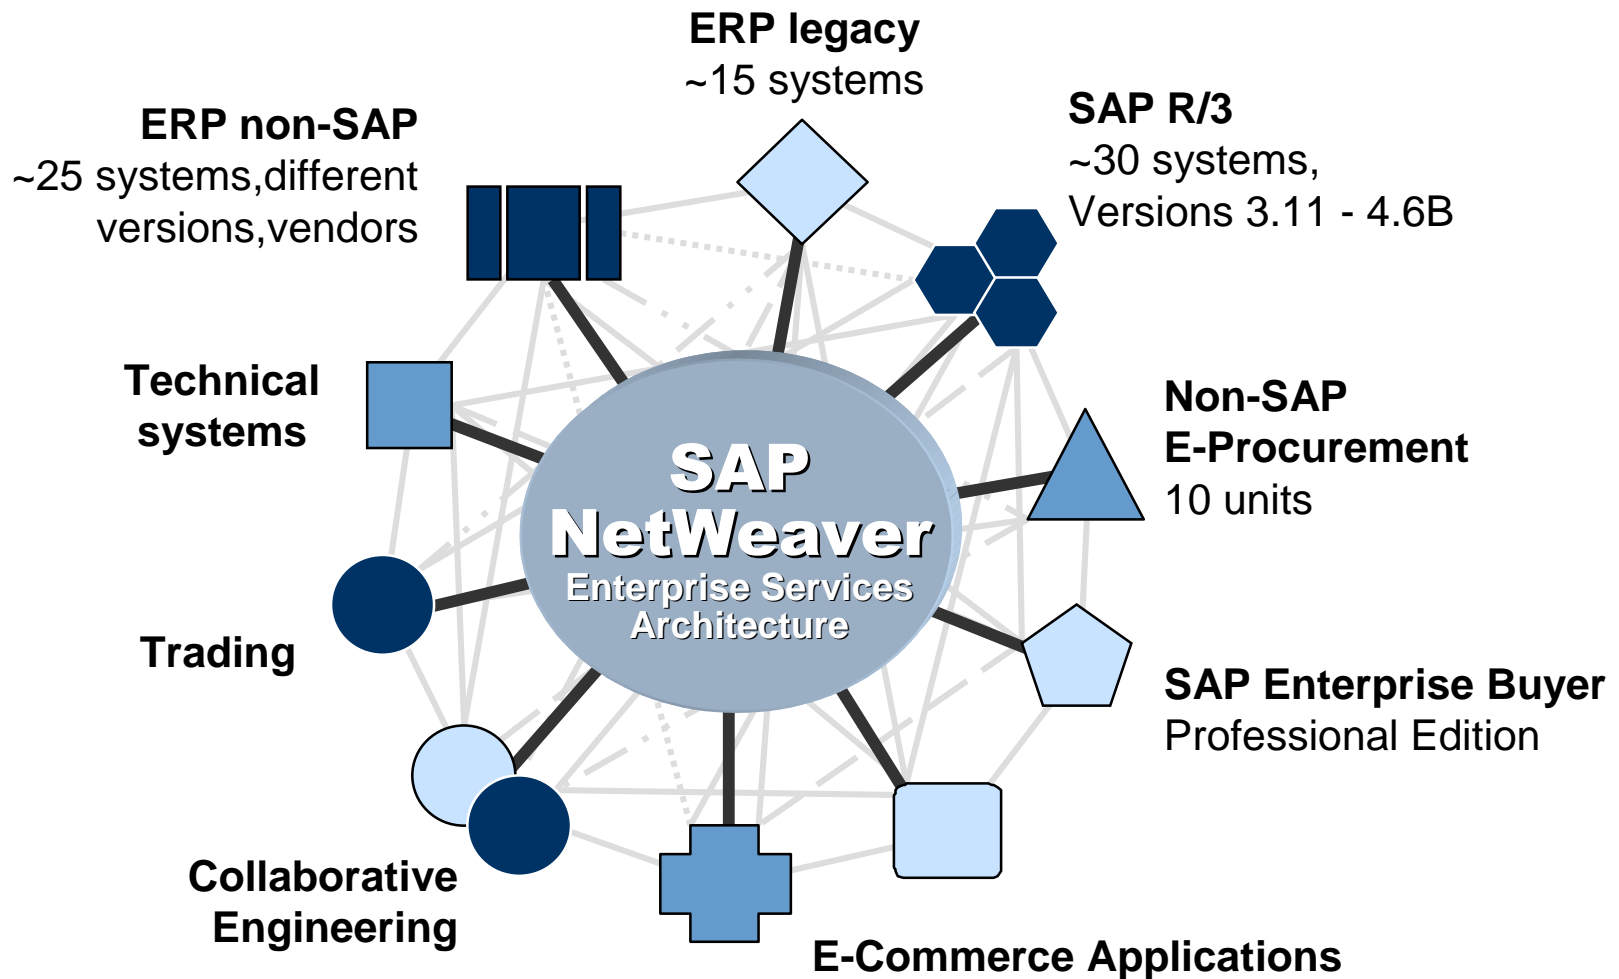 ERP legacy
~15 systems
ERP non-SAP
~25 systems,different
versions,vendors
SAP R/3
~30 systems,
Versions 3.11 - 4.6B
Technical
systems
Non-SAP
E-Procurement
10 units
SAP
NetWeaver
Enterprise Services
Architecture
Trading
SAP Enterprise Buyer
Professional Edition
Collaborative
Engineering
E-Commerce Applications